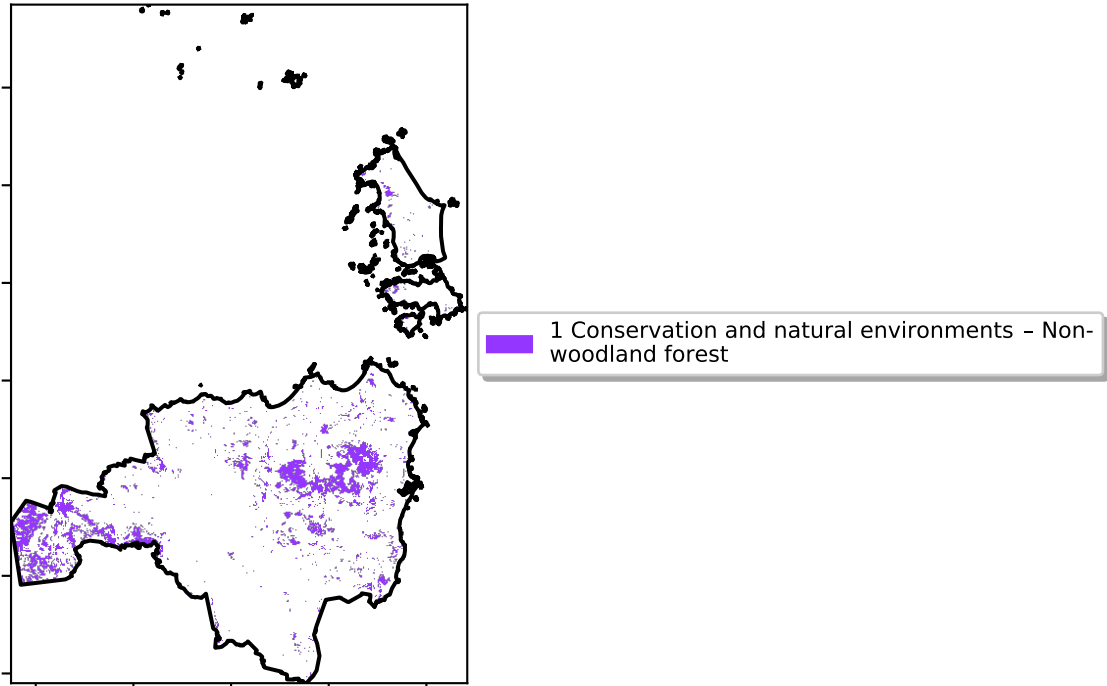 1 Conservation and natural environments – Non-
woodland forest